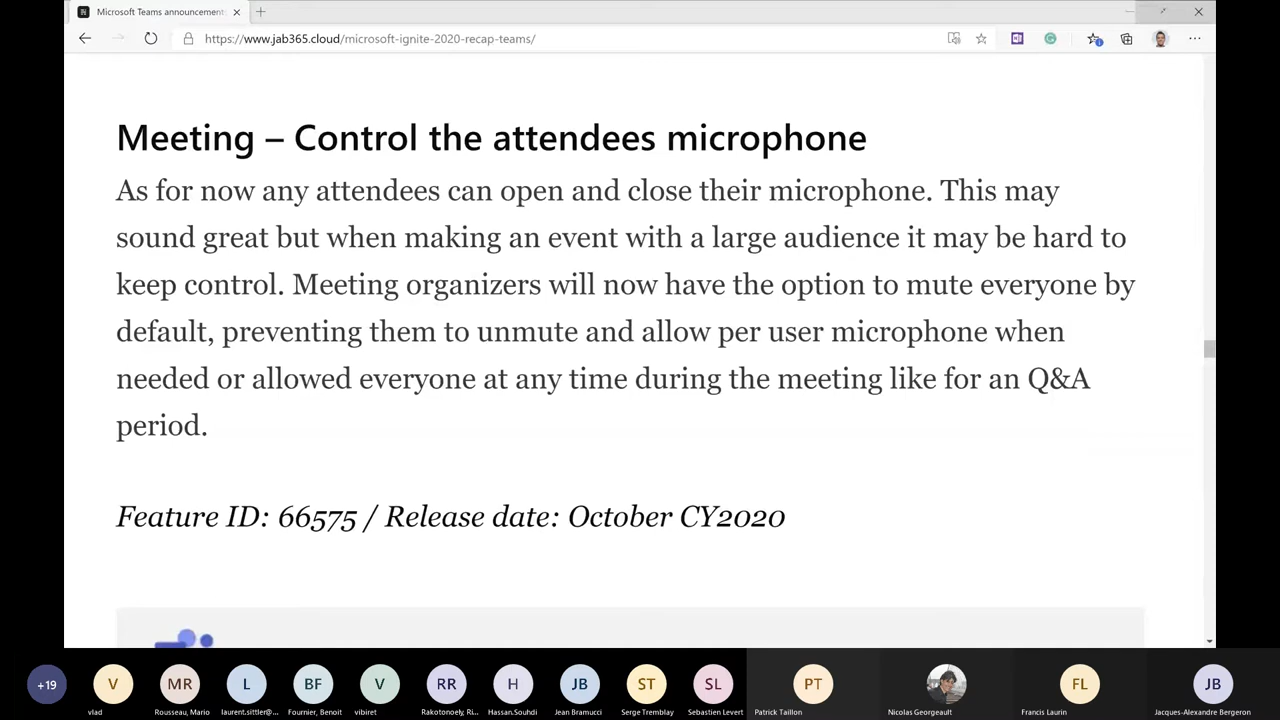 Microsoft Teams announcement
https://www.jab365.cloud/microsoft-ignite-2020-recap-teams/
Meeting – Control the attendees microphone
As for now any attendees can open and close their microphone. This may
sound great but when making an event with a large audience it may be hard to
keep control. Meeting organizers will now have the option to mute everyone by
default, preventing them to unmute and allow per user microphone when
needed or allowed everyone at any time during the meeting like for an Q&A
period.
Feature ID: 66575 / Release date: October CY2020
+19 V MR L BF V RR H JB ST SL PT FL JB
vlad Rousseau, Mario laurent.sittler@... Fournier, Benoit vibiret Rakotonoely, Ri... Hassan.Souhdi Jean Bramucci Serge Tremblay Sebastien Levert Patrick Taillon Nicolas Georgeault Francis Laurin Jacques-Alexandre Bergeron